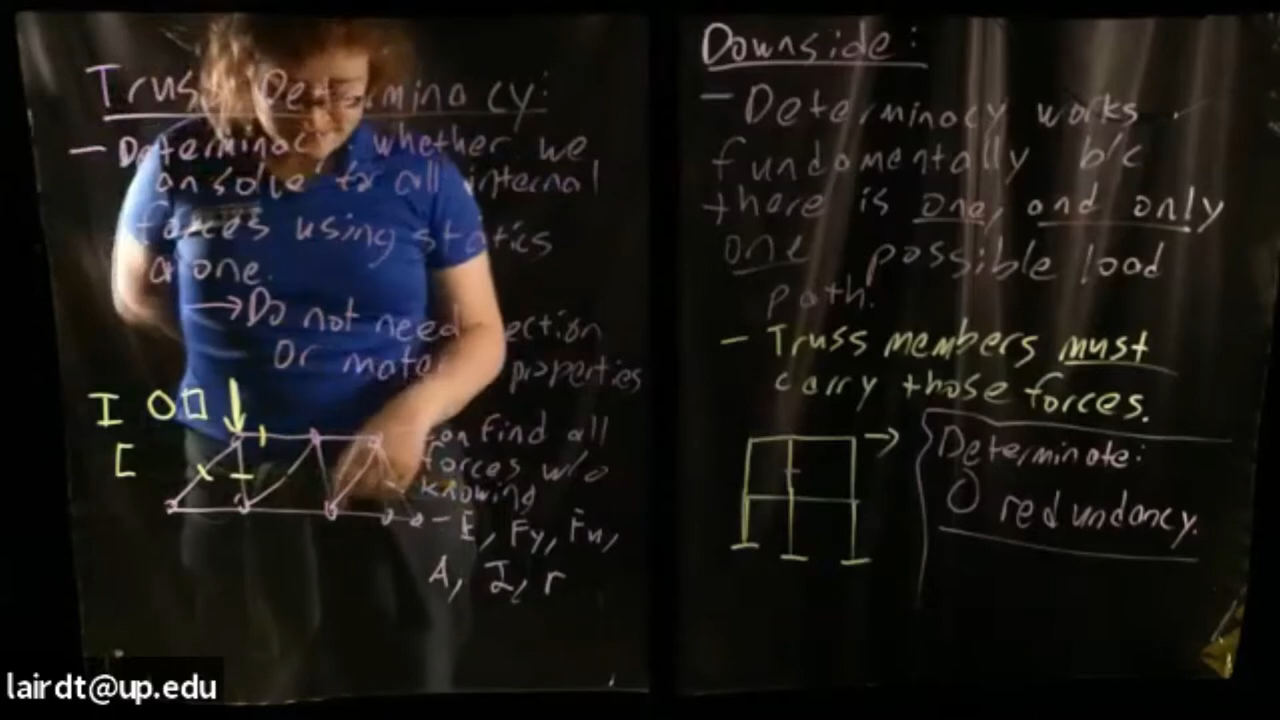 Truss Determinacy:
- Determinacy: whether we
can solve for all internal
forces using statics
alone.
→ Do not need section
or material properties
I O □
[
can find all
forces w/o
knowing
- E, Fy, Fu,
A, I, r
Downside:
- Determinacy works
fundamentally b/c
there is one, and only
one possible load
path.
- Truss members must
carry those forces.
Determinate:
0 redundancy.
lairdt@up.edu